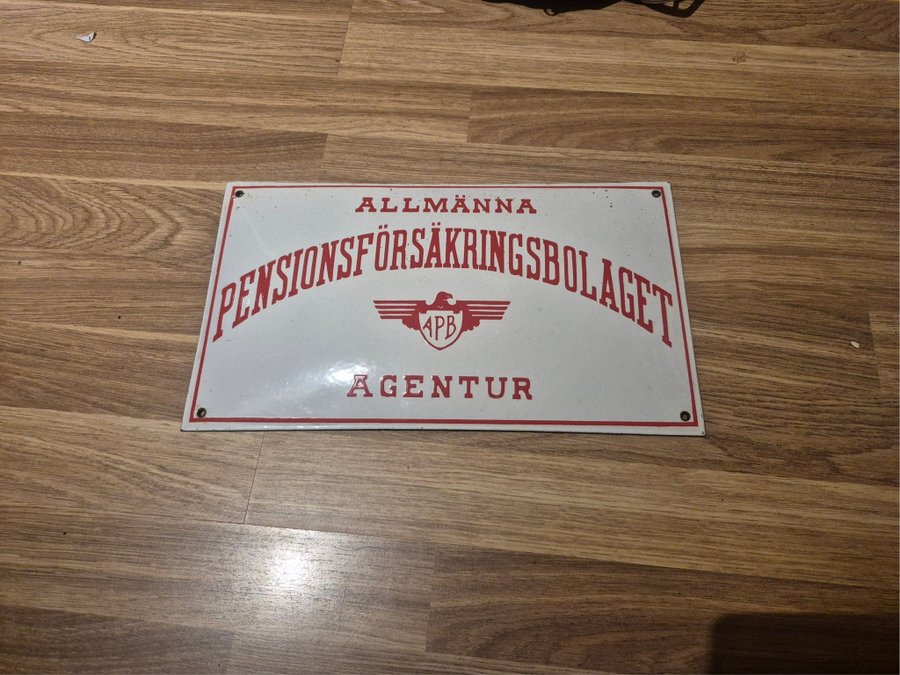 ALLMÄNNA
PENSIONSFÖRSÄKRINGSBOLAGET
APB
AGENTUR